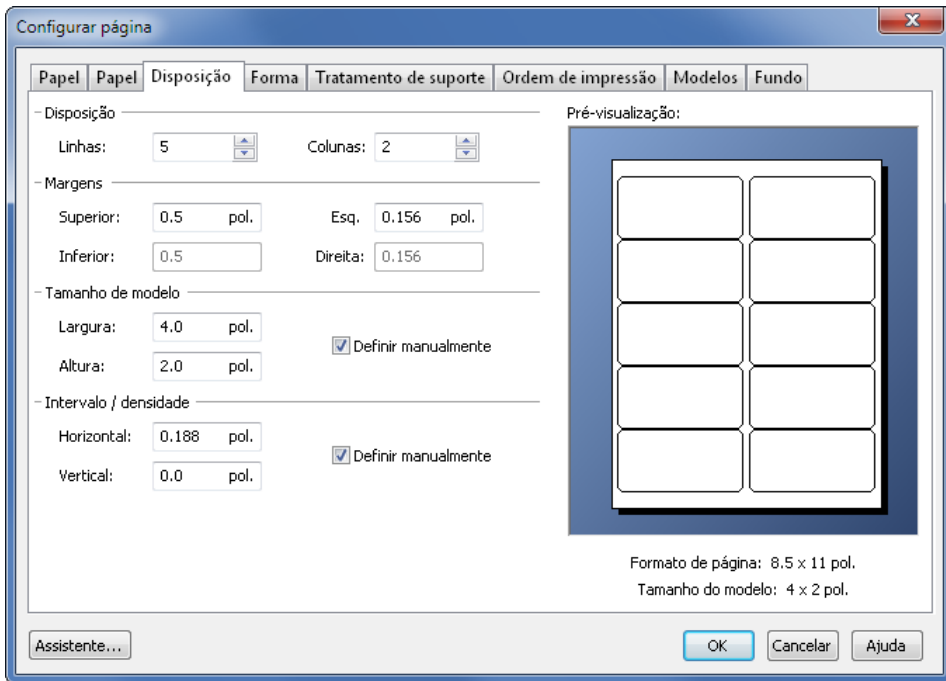 Configurar página
Papel Papel Disposição Forma Tratamento de suporte Ordem de impressão Modelos Fundo
Disposição
Linhas: 5 Colunas: 2
Margens
Superior: 0.5 pol. Esq. 0.156 pol.
Inferior: 0.5 Direita: 0.156
Tamanho de modelo
Largura: 4.0 pol.
Definir manualmente
Altura: 2.0 pol.
Intervalo / densidade
Horizontal: 0.188 pol.
Definir manualmente
Vertical: 0.0 pol.
Pré-visualização:
Formato de página: 8.5 x 11 pol.
Tamanho do modelo: 4 x 2 pol.
Assistente... OK Cancelar Ajuda